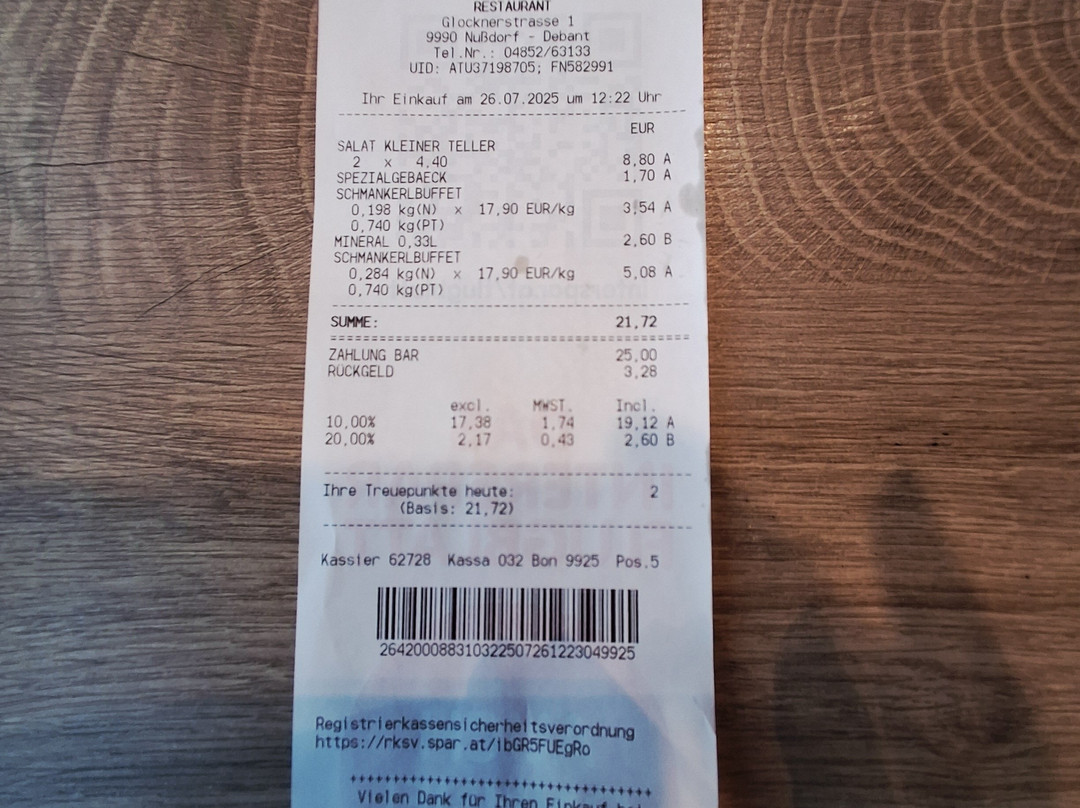 RESTAURANT
Glocknerstrasse 1
9990 Nußdorf - Debant
Tel.Nr.: 04852/63133
UID: ATU37198705; FN582991
Ihr Einkauf am 26.07.2025 um 12:22 Uhr
EUR
SALAT KLEINER TELLER
2 x 4.40 8,80 A
SPEZIALGEBAECK 1,70 A
SCHMANKERLBUFFET
0,198 kg(N) x 17,90 EUR/kg 3,54 A
0,740 kg(PT)
MINERAL 0,33L 2,60 B
SCHMANKERLBUFFET
0,284 kg(N) x 17,90 EUR/kg 5,08 A
0,740 kg(PT)
SUMME: 21,72
ZAHLUNG BAR 25,00
RÜCKGELD 3,28
excl. MWST. Incl.
10,00% 17,38 1,74 19,12 A
20,00% 2,17 0,43 2,60 B
Ihre Treuepunkte heute: 2
(Basis: 21,72)
Kassier 62728 Kassa 032 Bon 9925 Pos.5
26420008831032250726122304​9925
Registrierkassensicherheitsverordnung
https://rksv.spar.at/ibGR5FUEgRo
Vielen Dank für Ihren Einkauf bei